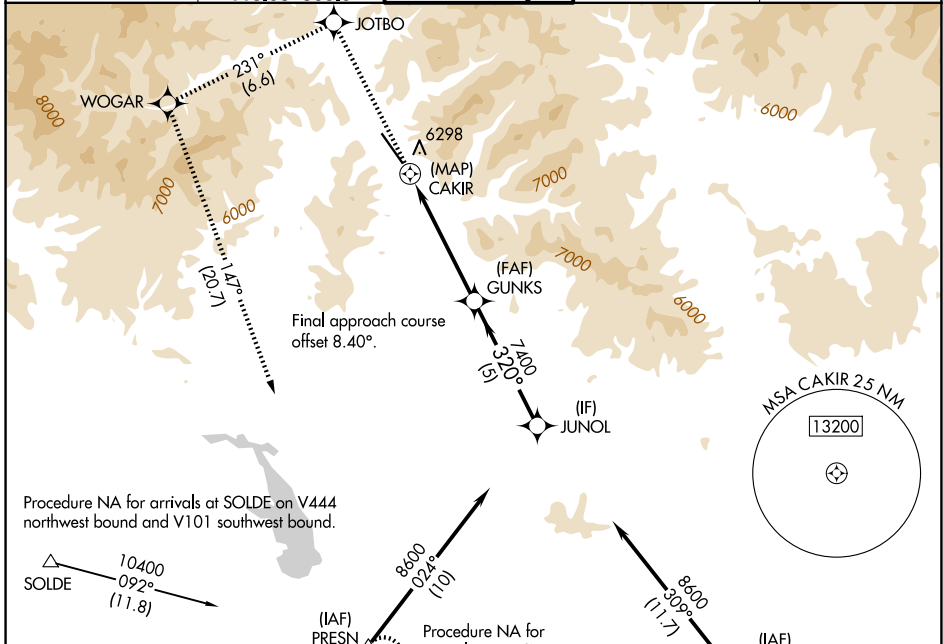 JOTBO
231°
(6.6)
WOGAR
8000
6298
6000
(MAP)
CAKIR
7000
7000
6000
(FAF)
GUNKS
7000
147°
(20.7)
6000
Final approach course
offset 8.40°.
7400
320°
(5)
MSA CAKIR 25 NM
13200
(IF)
JUNOL
Procedure NA for arrivals at SOLDE on V444
northwest bound and V101 southwest bound.
SOLDE
10400
092°
(11.8)
8600
024°
(10)
8600
309°
(11.7)
(IAF)
PRESN
Procedure NA for
(IAF)